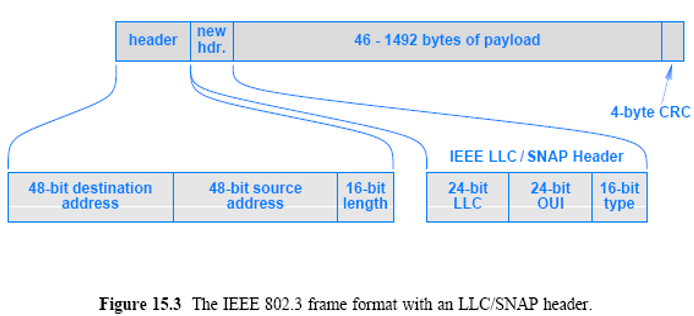 header
new
hdr.
46 - 1492 bytes of payload
4-byte CRC
IEEE LLC / SNAP Header
48-bit destination
address
48-bit source
address
16-bit
length
24-bit
LLC
24-bit
OUI
16-bit
type
Figure 15.3 The IEEE 802.3 frame format with an LLC/SNAP header.